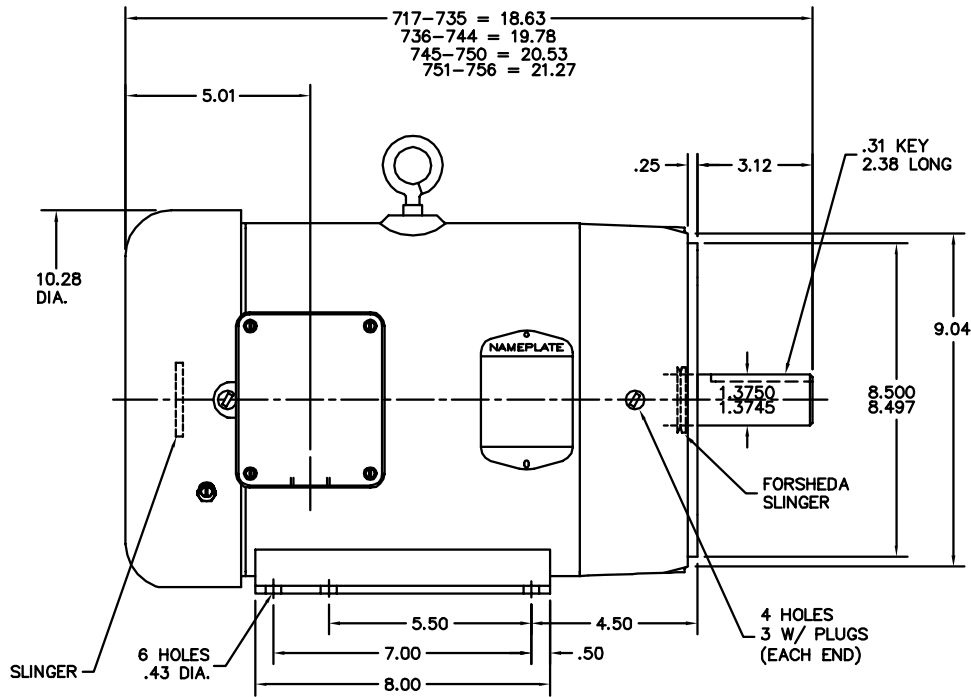 717-735 = 18.63
736-744 = 19.78
745-750 = 20.53
751-756 = 21.27
5.01
.25
3.12
.31 KEY
2.38 LONG
10.28
DIA.
9.04
NAMEPLATE
1.3750
1.3745
8.500
8.497
FORSHEDA
SLINGER
5.50
4.50
4 HOLES
3 W/ PLUGS
(EACH END)
SLINGER
6 HOLES
.43 DIA.
7.00
.50
8.00